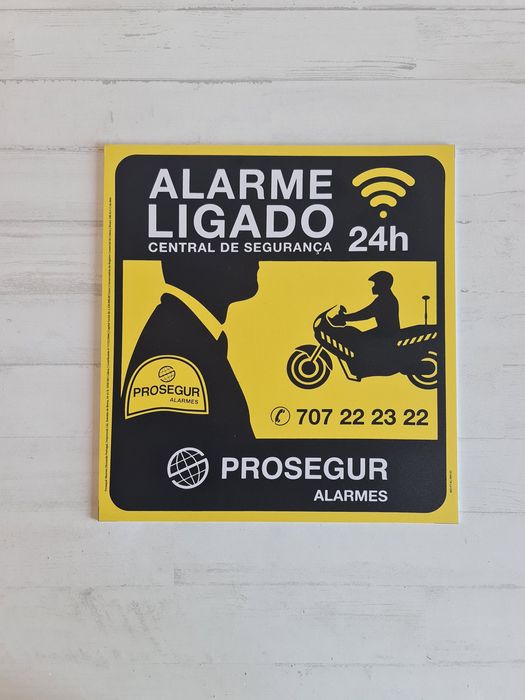 ALARME
LIGADO
CENTRAL DE SEGURANÇA
24h
PROSEGUR
ALARMES
707 22 23 22
PROSEGUR
ALARMES